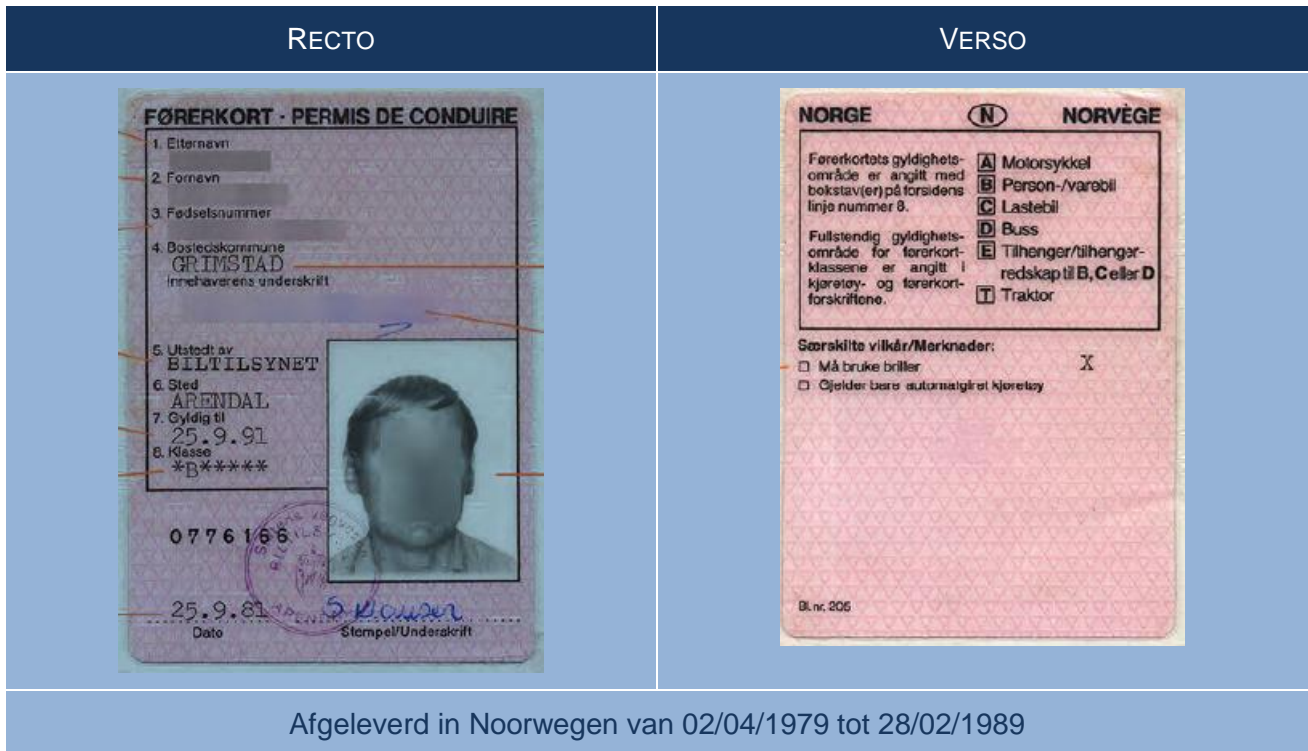 RECTO
VERSO
FØRERKORT - PERMIS DE CONDUIRE
1. Etternavn
2. Fornavn
3. Fødselsnummer
4. Bostedskommune
GRIMSTAD
Innehaverens underskrift
5. Utstedt av
BILTILSYNET
6. Sted
ARENDAL
7. Gyldig til
25.9.91
8. Klasse
*B*****
0776166
25.9.81
Dato
Stempel/Underskrift
NORGE N NORVÈGE
Førerkortets gyldighets-
område er angitt med
bokstav(er) på forsidens
linje nummer 8.
Fullstendig gyldighets-
område for førerkort-
klassene er angitt i
kjøretøy- og førerkort-
forskriftene.
A Motorsykkel
B Person-/varebil
C Lastebil
D Buss
E Tilhenger/tilhenger-
redskap til B, C eller D
T Traktor
Særskilte vilkår/Merknader:
Må bruke briller X
Gjelder bare automatgiret kjøretøy
Bl. nr. 205
Afgeleverd in Noorwegen van 02/04/1979 tot 28/02/1989